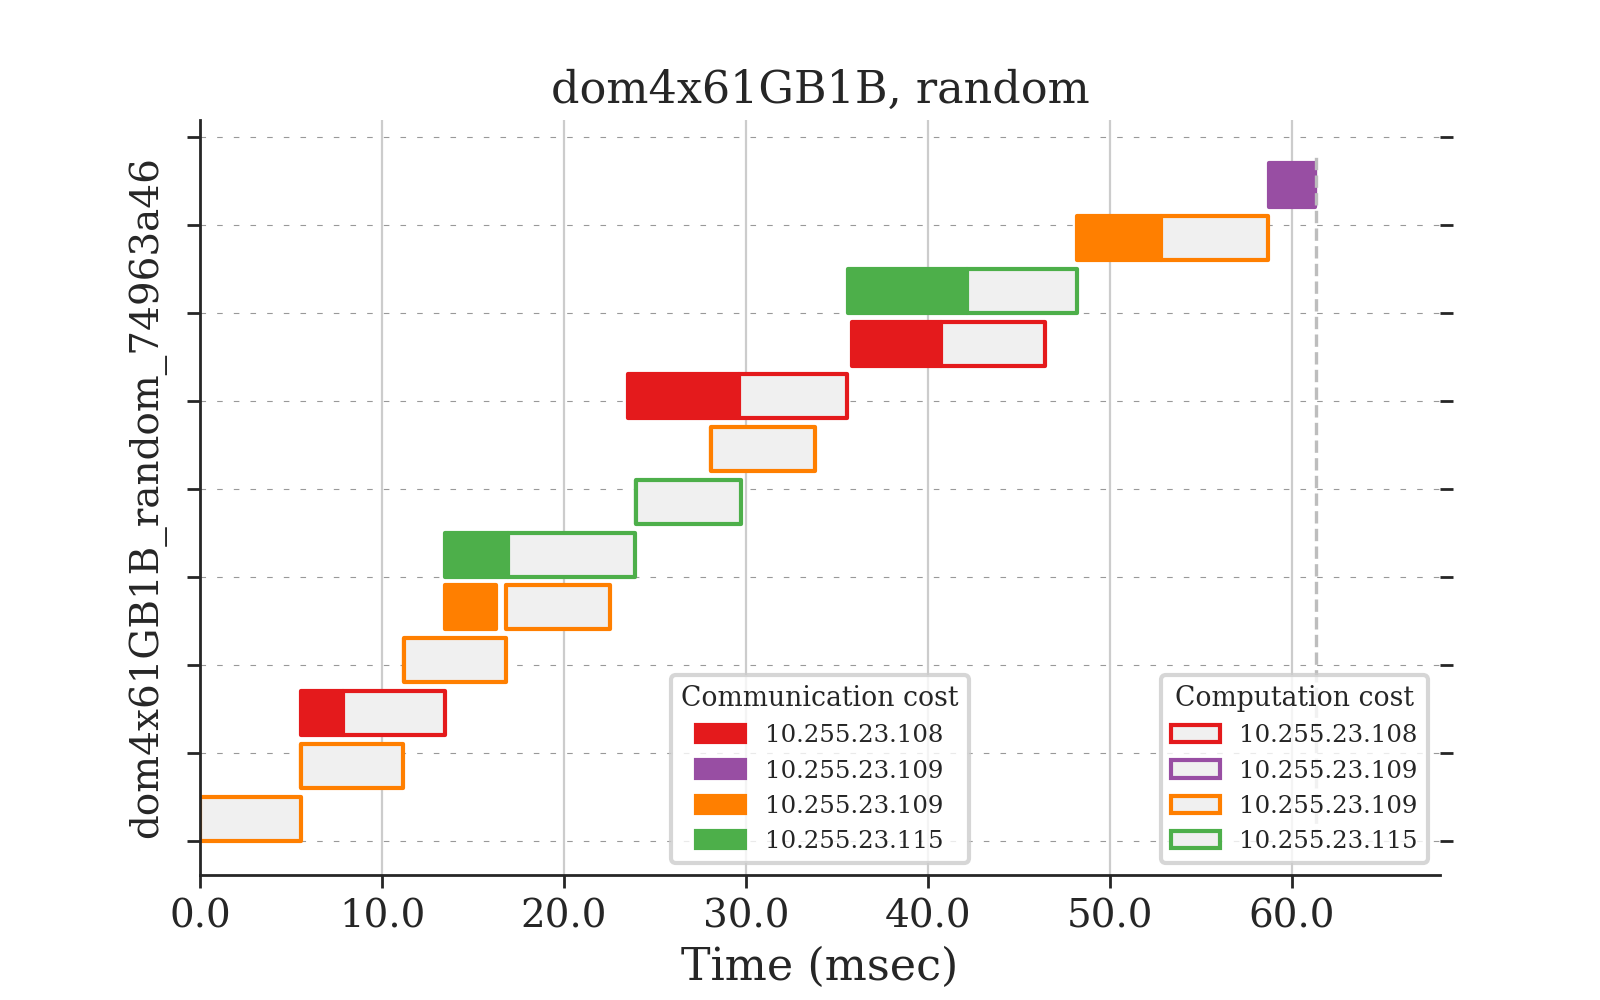 dom4x61GB1B, random
dom4x61GB1B_random_74963a46
Communication cost
10.255.23.108
10.255.23.109
10.255.23.109
10.255.23.115
Computation cost
10.255.23.108
10.255.23.109
10.255.23.109
10.255.23.115
0.0 10.0 20.0 30.0 40.0 50.0 60.0
Time (msec)